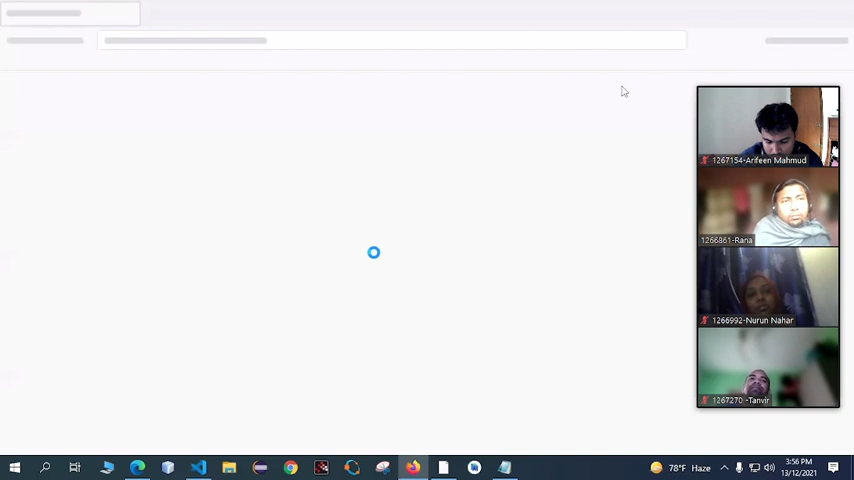 1267154-Arifeen Mahmud
1266861-Rana
1266992-Nurun Nahar
1267270 -Tanvir
78°F Haze
3:56 PM
13/12/2021